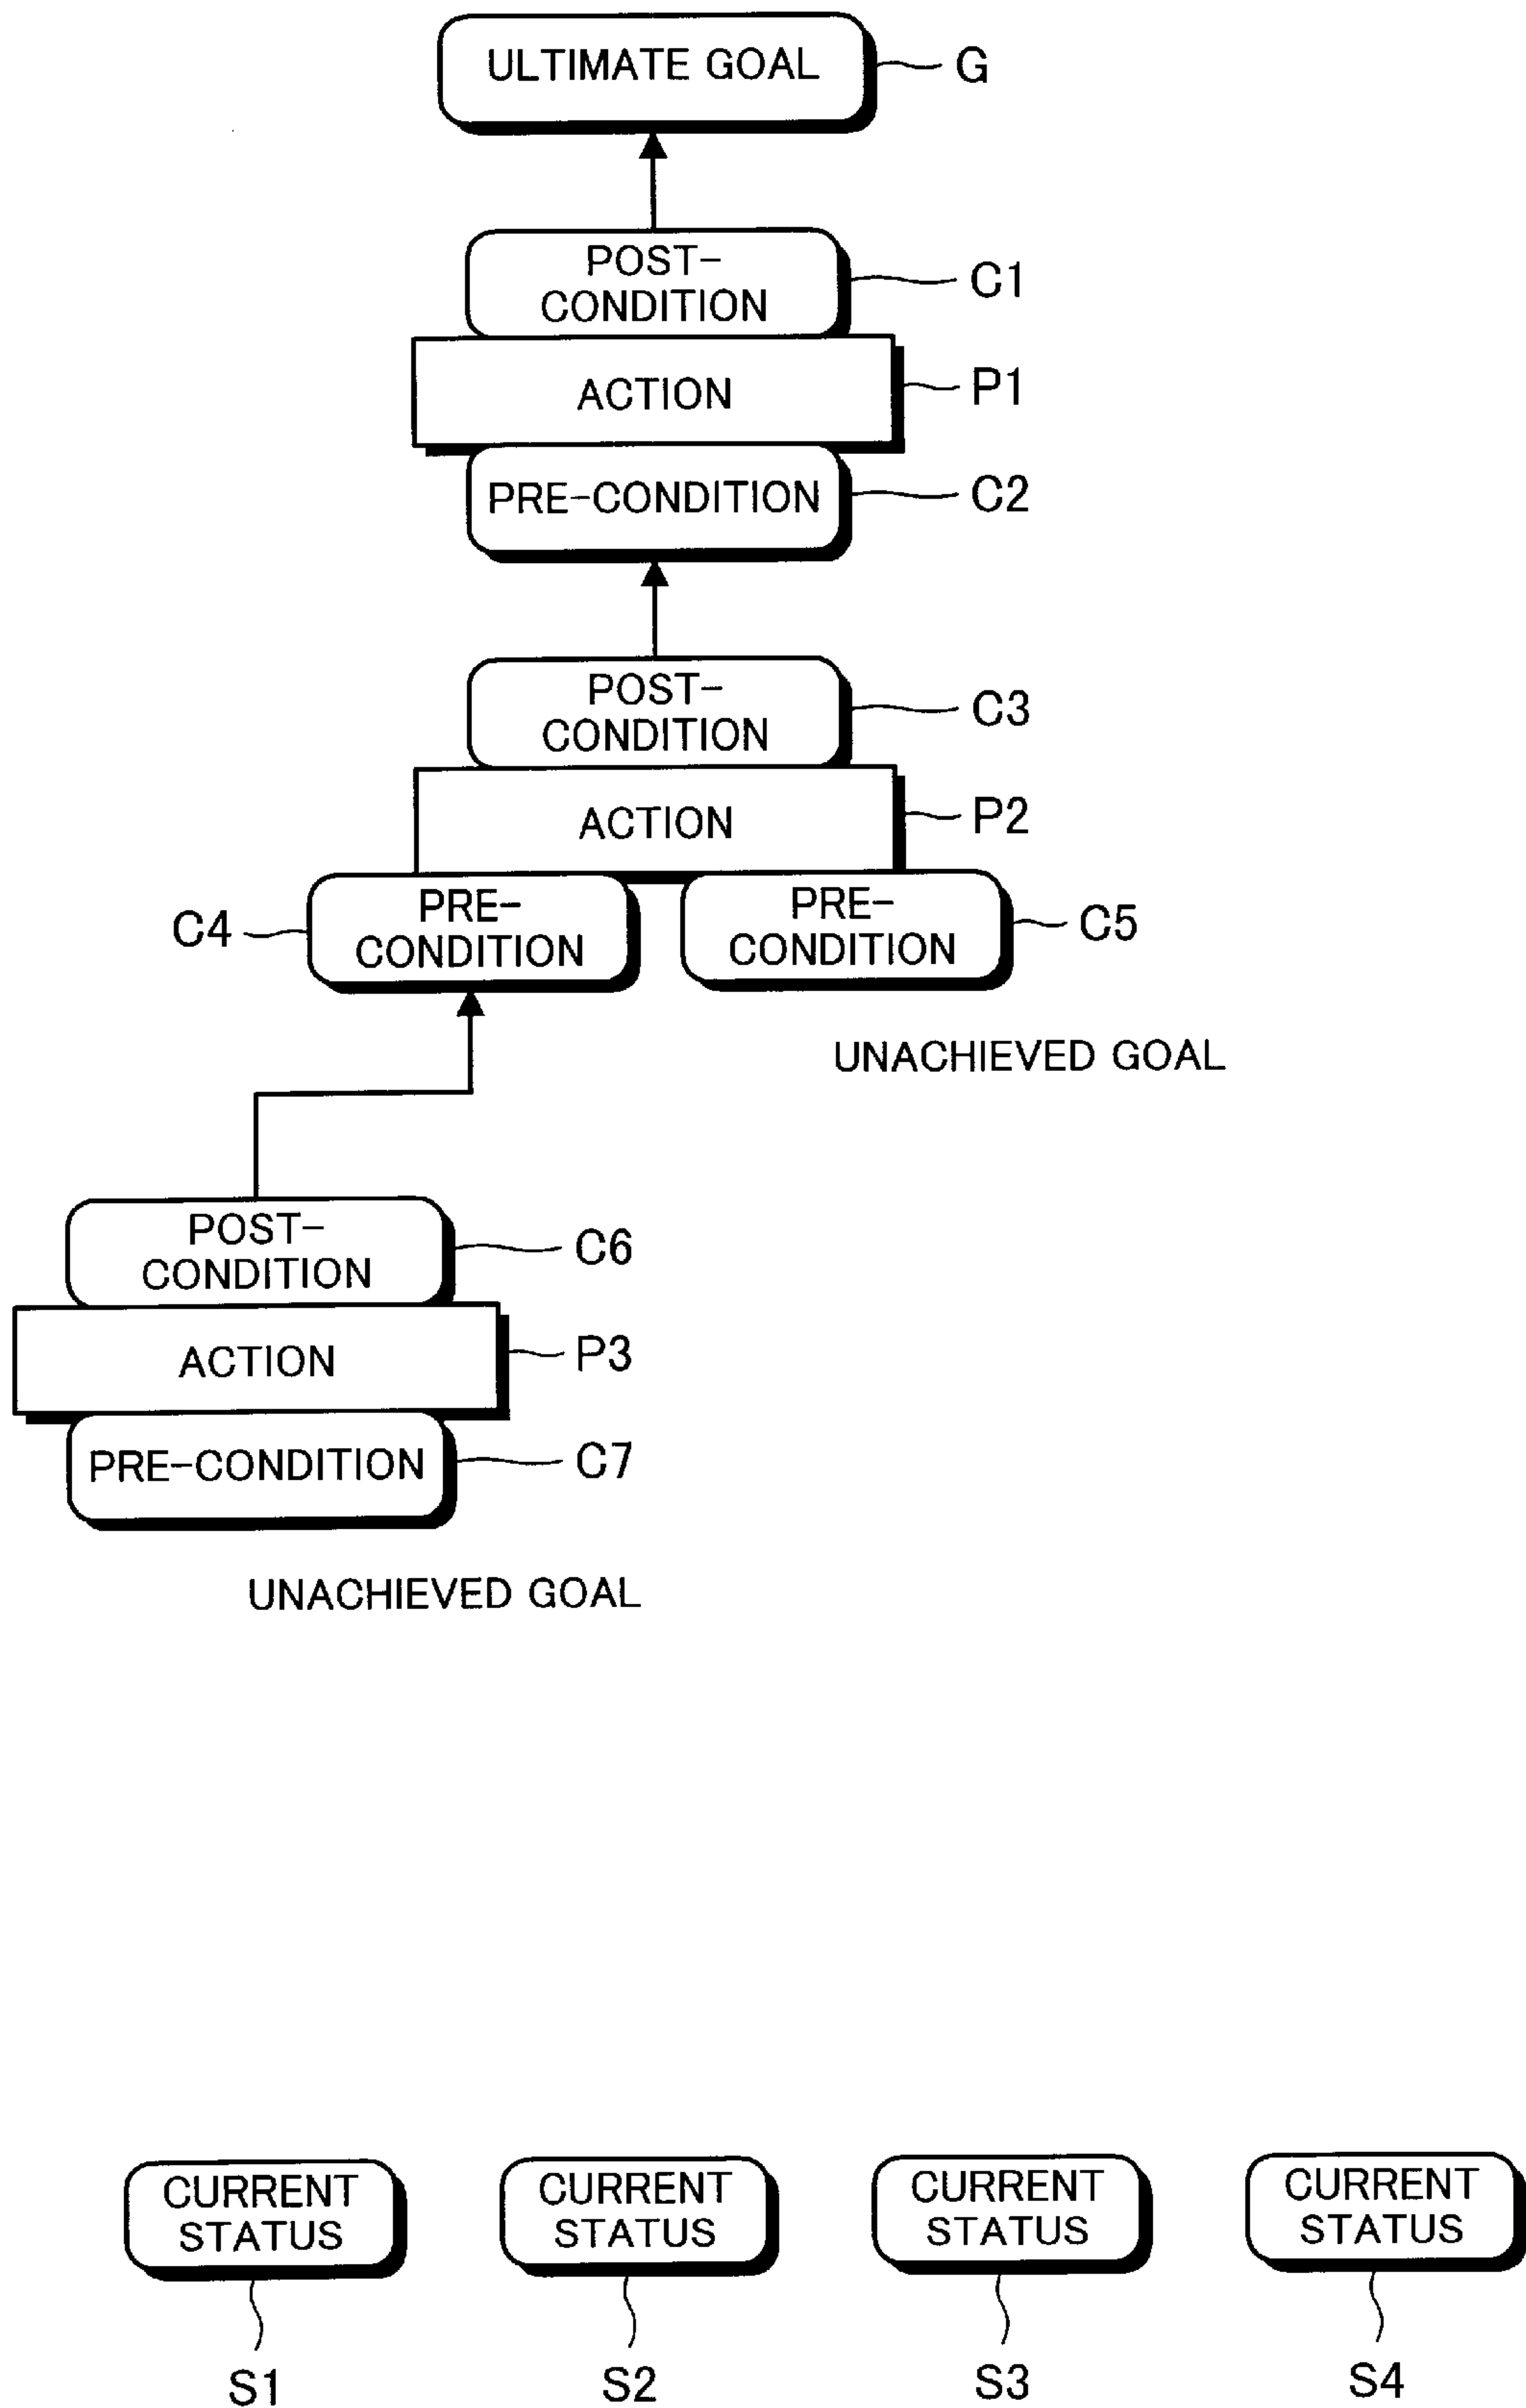 ULTIMATE GOAL
G
POST-
CONDITION
C1
ACTION
P1
PRE-CONDITION
C2
POST-
CONDITION
C3
ACTION
P2
C4
PRE-
CONDITION
PRE-
CONDITION
C5
UNACHIEVED GOAL
POST-
CONDITION
C6
ACTION
P3
PRE-CONDITION
C7
UNACHIEVED GOAL
CURRENT
STATUS
CURRENT
STATUS
CURRENT
STATUS
CURRENT
STATUS
S1
S2
S3
S4